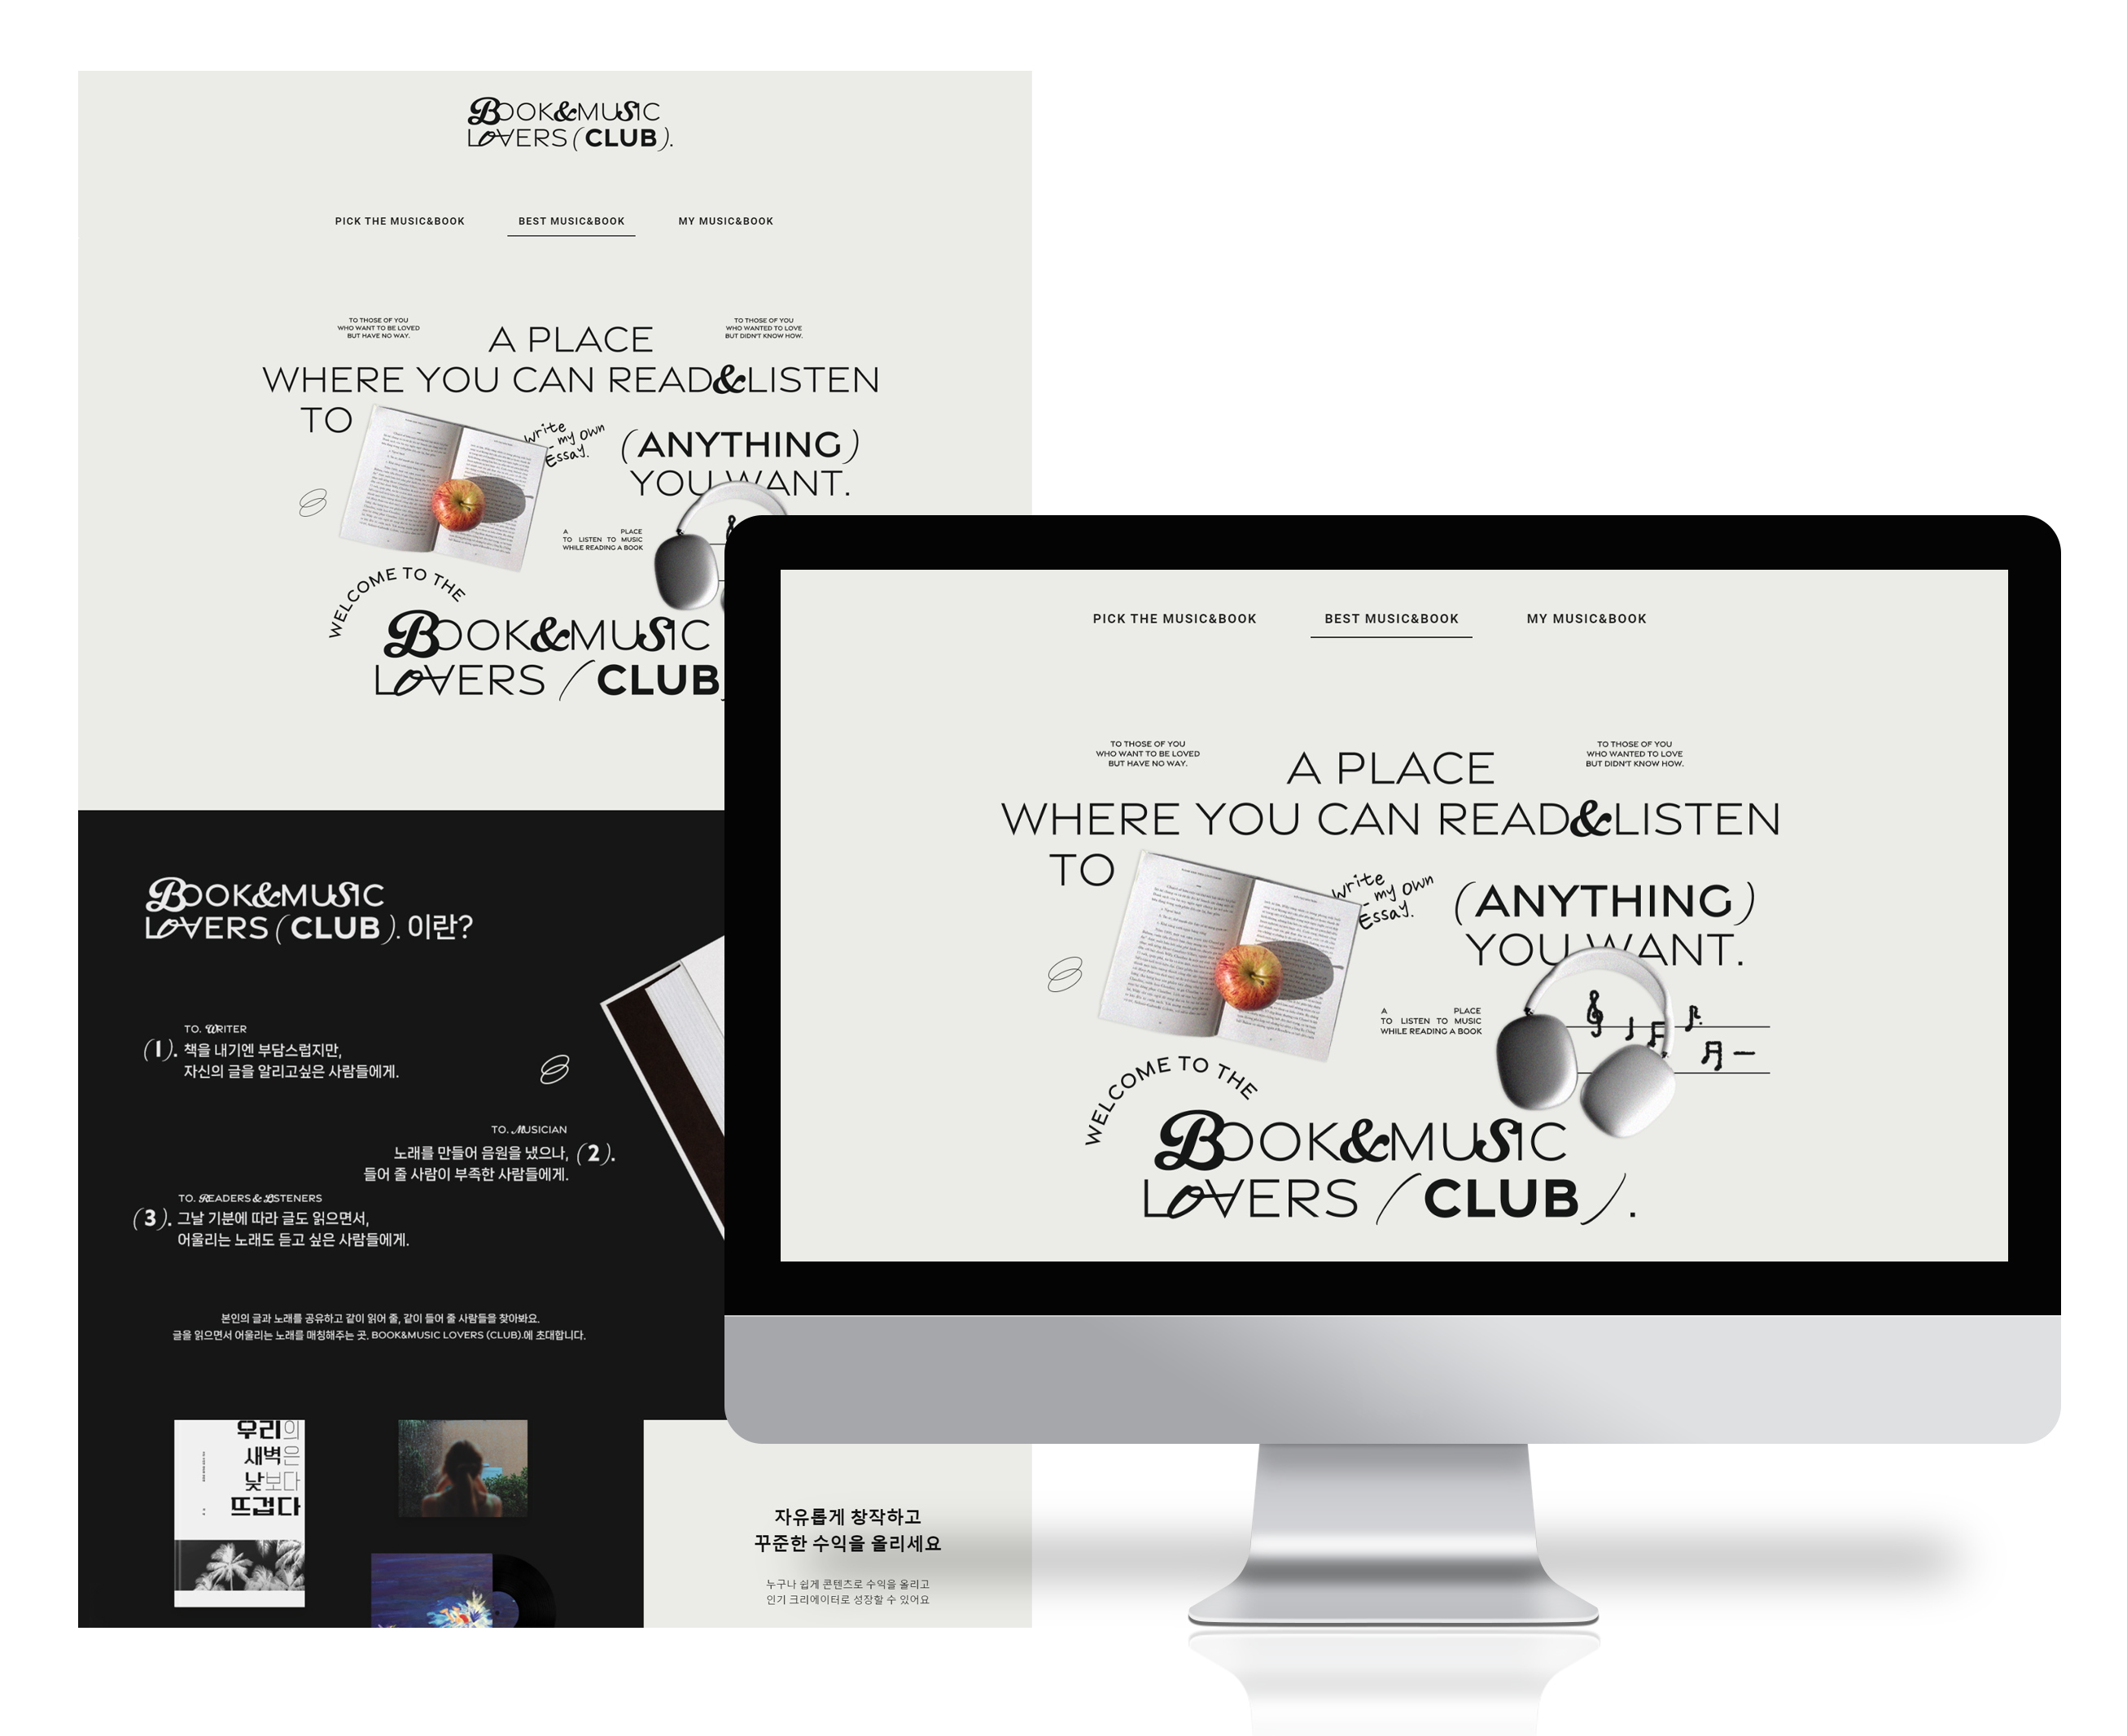 BOOK&MUSIC
LOVERS (CLUB).
PICK THE MUSIC&BOOK
BEST MUSIC&BOOK
MY MUSIC&BOOK
TO THOSE OF YOU
WHO WANT TO BE LOVED
BUT HAVE NO WAY.
TO THOSE OF YOU
WHO WANTED TO LOVE
BUT DIDN'T KNOW HOW.
A PLACE
WHERE YOU CAN READ&LISTEN
TO
write
- my own
Essay.
(ANYTHING)
YOU WANT.
A PLACE
TO LISTEN TO MUSIC
WHILE READING A BOOK
WELCOME TO THE
BOOK&MUSIC
LOVERS (CLUB
BOOK&MUSIC
LOVERS (CLUB). 이란?
TO. WRITER
(1). 책을 내기엔 부담스럽지만,
자신의 글을 알리고싶은 사람들에게.
TO. MUSICIAN
노래를 만들어 음원을 냈으나, (2).
들어 줄 사람이 부족한 사람들에게.
TO. READERS & LISTENERS
(3). 그날 기분에 따라 글도 읽으면서,
어울리는 노래도 듣고 싶은 사람들에게.
본인의 글과 노래를 공유하고 같이 읽어 줄, 같이 들어 줄 사람들을 찾아봐요.
글을 읽으면서 어울리는 노래를 매칭해주는 곳, BOOK&MUSIC LOVERS (CLUB).에 초대합니다.
우리의
새벽은
낮보다
뜨겁다
자유롭게 창작하고
꾸준한 수익을 올리세요
누구나 쉽게 콘텐츠로 수익을 올리고
인기 크리에이터로 성장할 수 있어요
PICK THE MUSIC&BOOK
BEST MUSIC&BOOK
MY MUSIC&BOOK
TO THOSE OF YOU
WHO WANT TO BE LOVED
BUT HAVE NO WAY.
TO THOSE OF YOU
WHO WANTED TO LOVE
BUT DIDN'T KNOW HOW.
A PLACE
WHERE YOU CAN READ&LISTEN
TO
write
- my own
Essay.
(ANYTHING)
YOU WANT.
A PLACE
TO LISTEN TO MUSIC
WHILE READING A BOOK
WELCOME TO THE
BOOK&MUSIC
LOVERS (CLUB).